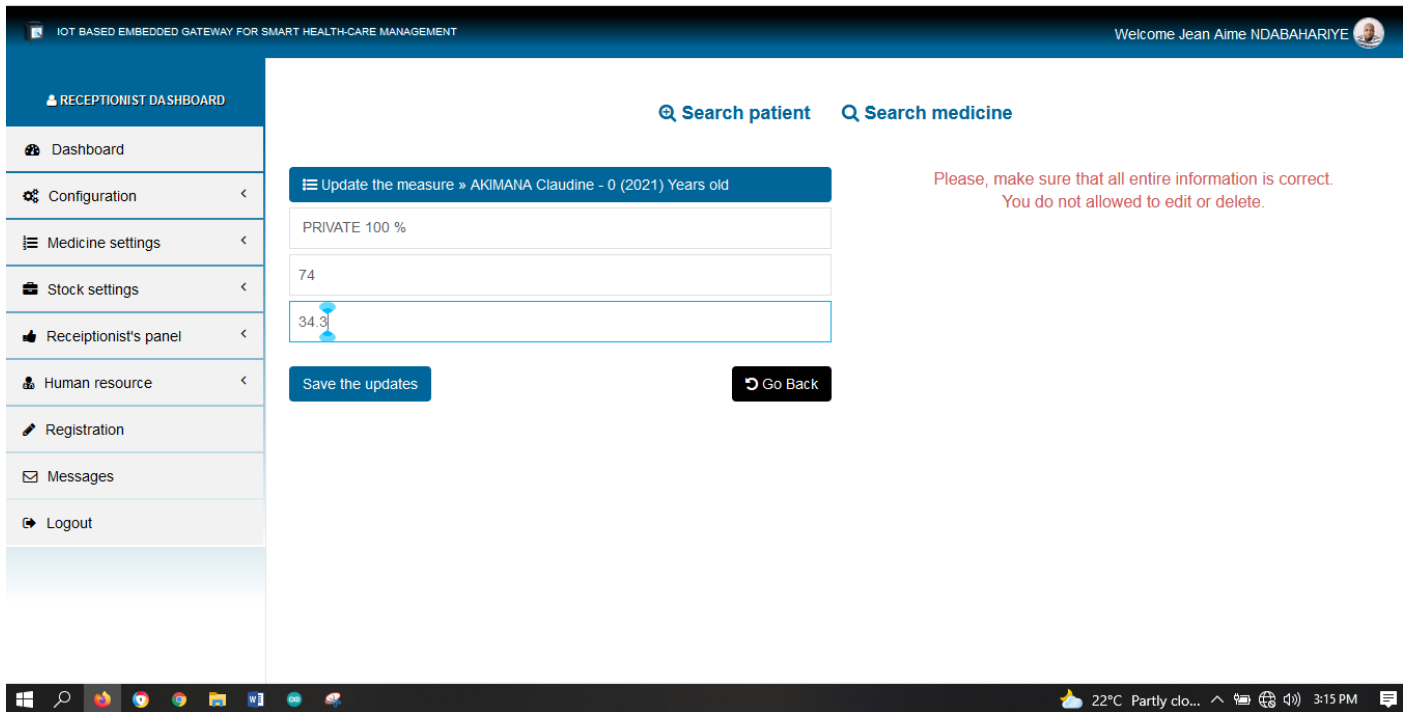 IOT BASED EMBEDDED GATEWAY FOR SMART HEALTH-CARE MANAGEMENT
Welcome Jean Aime NDABAHARIYE
RECEPTIONIST DASHBOARD
Dashboard
Configuration
Medicine settings
Stock settings
Receiptionist's panel
Human resource
Registration
Messages
Logout
Search patient Search medicine
Update the measure » AKIMANA Claudine - 0 (2021) Years old
PRIVATE 100 %
74
34.3
Save the updates Go Back
Please, make sure that all entire information is correct.
You do not allowed to edit or delete.
22°C Partly clo... 3:15 PM